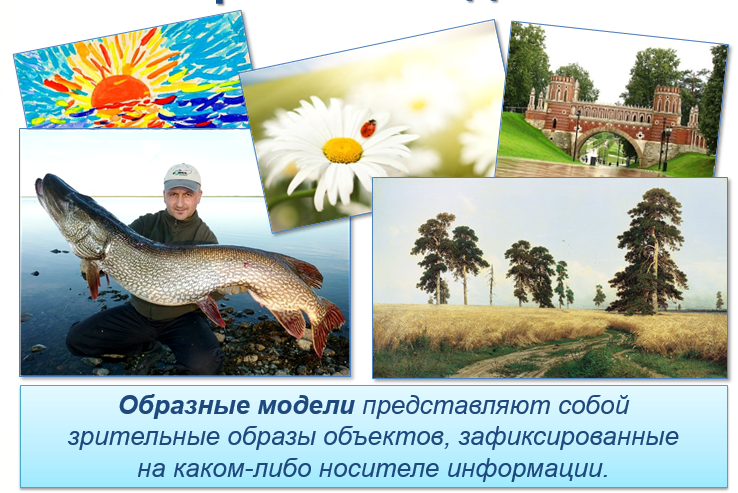 Образные модели представляют собой
зрительные образы объектов, зафиксированные
на каком-либо носителе информации.